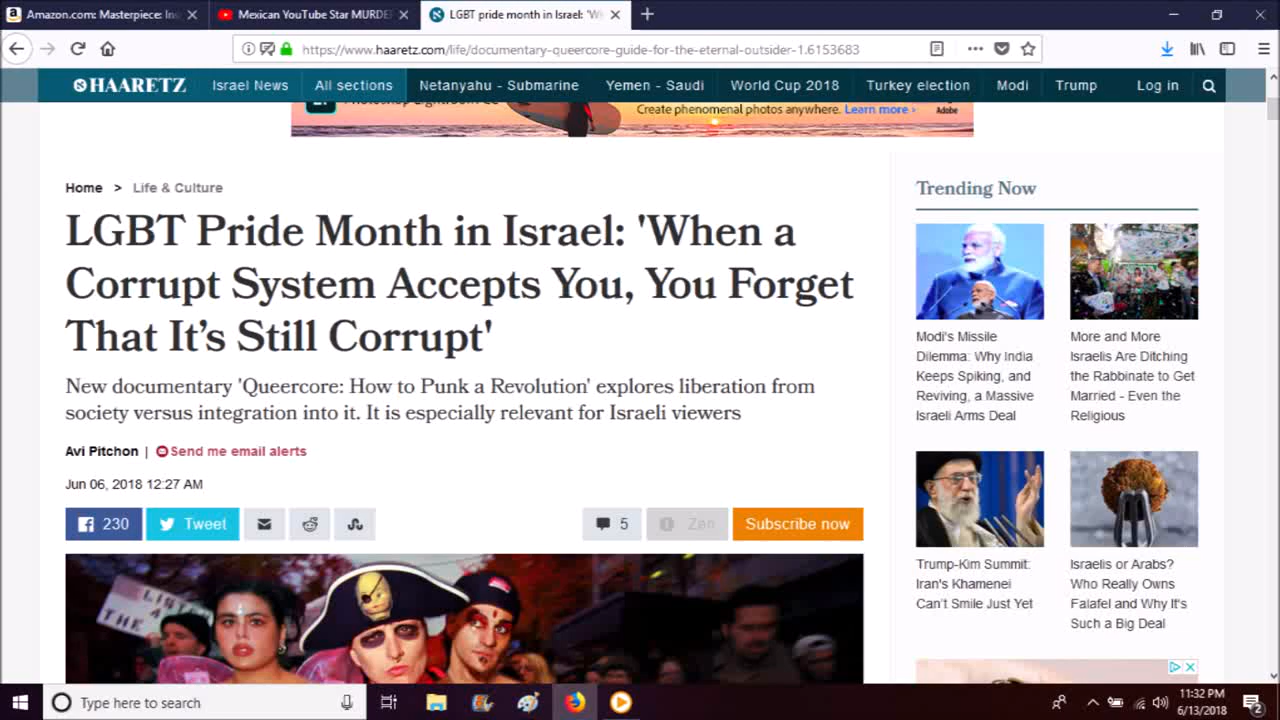 Amazon.com: Masterpiece: Ins
Mexican YouTube Star MURDE
LGBT pride month in Israel: 'W
https://www.haaretz.com/life/documentary-queercore-guide-for-the-eternal-outsider-1.6153683
HAARETZ
Israel News
All sections
Netanyahu - Submarine
Yemen - Saudi
World Cup 2018
Turkey election
Modi
Trump
Log in
Create phenomenal photos anywhere. Learn more ›
Adobe
Home > Life & Culture
LGBT Pride Month in Israel: 'When a
Corrupt System Accepts You, You Forget
That It’s Still Corrupt'
New documentary 'Queercore: How to Punk a Revolution' explores liberation from
society versus integration into it. It is especially relevant for Israeli viewers
Avi Pitchon | Send me email alerts
Jun 06, 2018 12:27 AM
230
Tweet
5
Zen
Subscribe now
THE
Trending Now
Modi's Missile
Dilemma: Why India
Keeps Spiking, and
Reviving, a Massive
Israeli Arms Deal
More and More
Israelis Are Ditching
the Rabbinate to Get
Married - Even the
Religious
Trump-Kim Summit:
Iran's Khamenei
Can’t Smile Just Yet
Israelis or Arabs?
Who Really Owns
Falafel and Why It's
Such a Big Deal
Type here to search
11:32 PM
6/13/2018
2